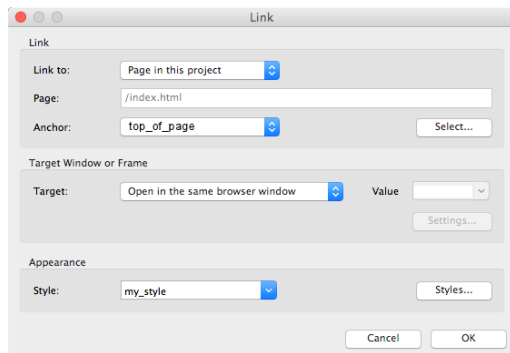 Link
Link
Link to: Page in this project
Page: /index.html
Anchor: top_of_page Select...
Target Window or Frame
Target: Open in the same browser window Value
Settings...
Appearance
Style: my_style Styles...
Cancel OK